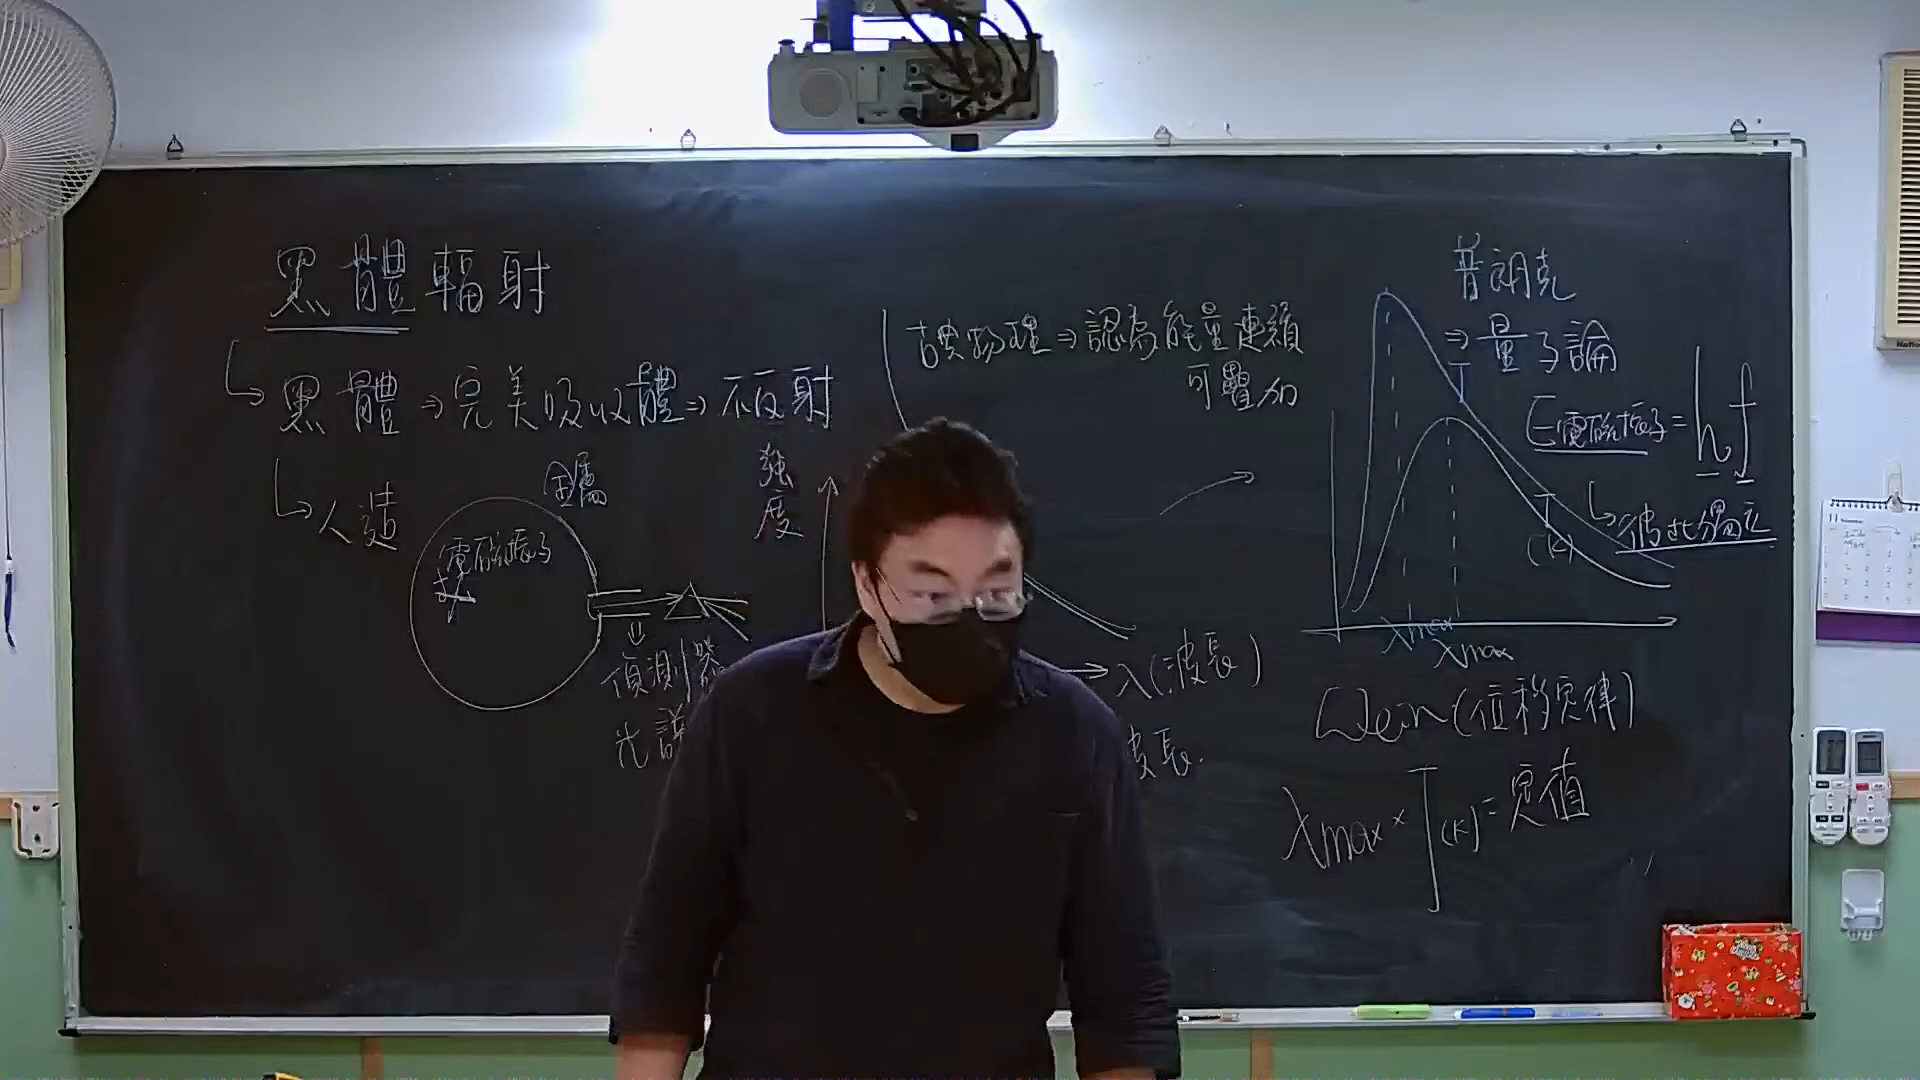 黑體輻射
黑體⇒完美吸收體⇒不反射
人造
金屬
電磁振子
偵測器
光譜
強度
古典物理⇒認為能量連續
可疊加
λ(波長)
波長.
普朗克
⇒量子論
E電磁振子=hf
彼此獨立
T
T
(K)
λmax
λmax
Wein(位移定律)
λmax×T(K)=定值